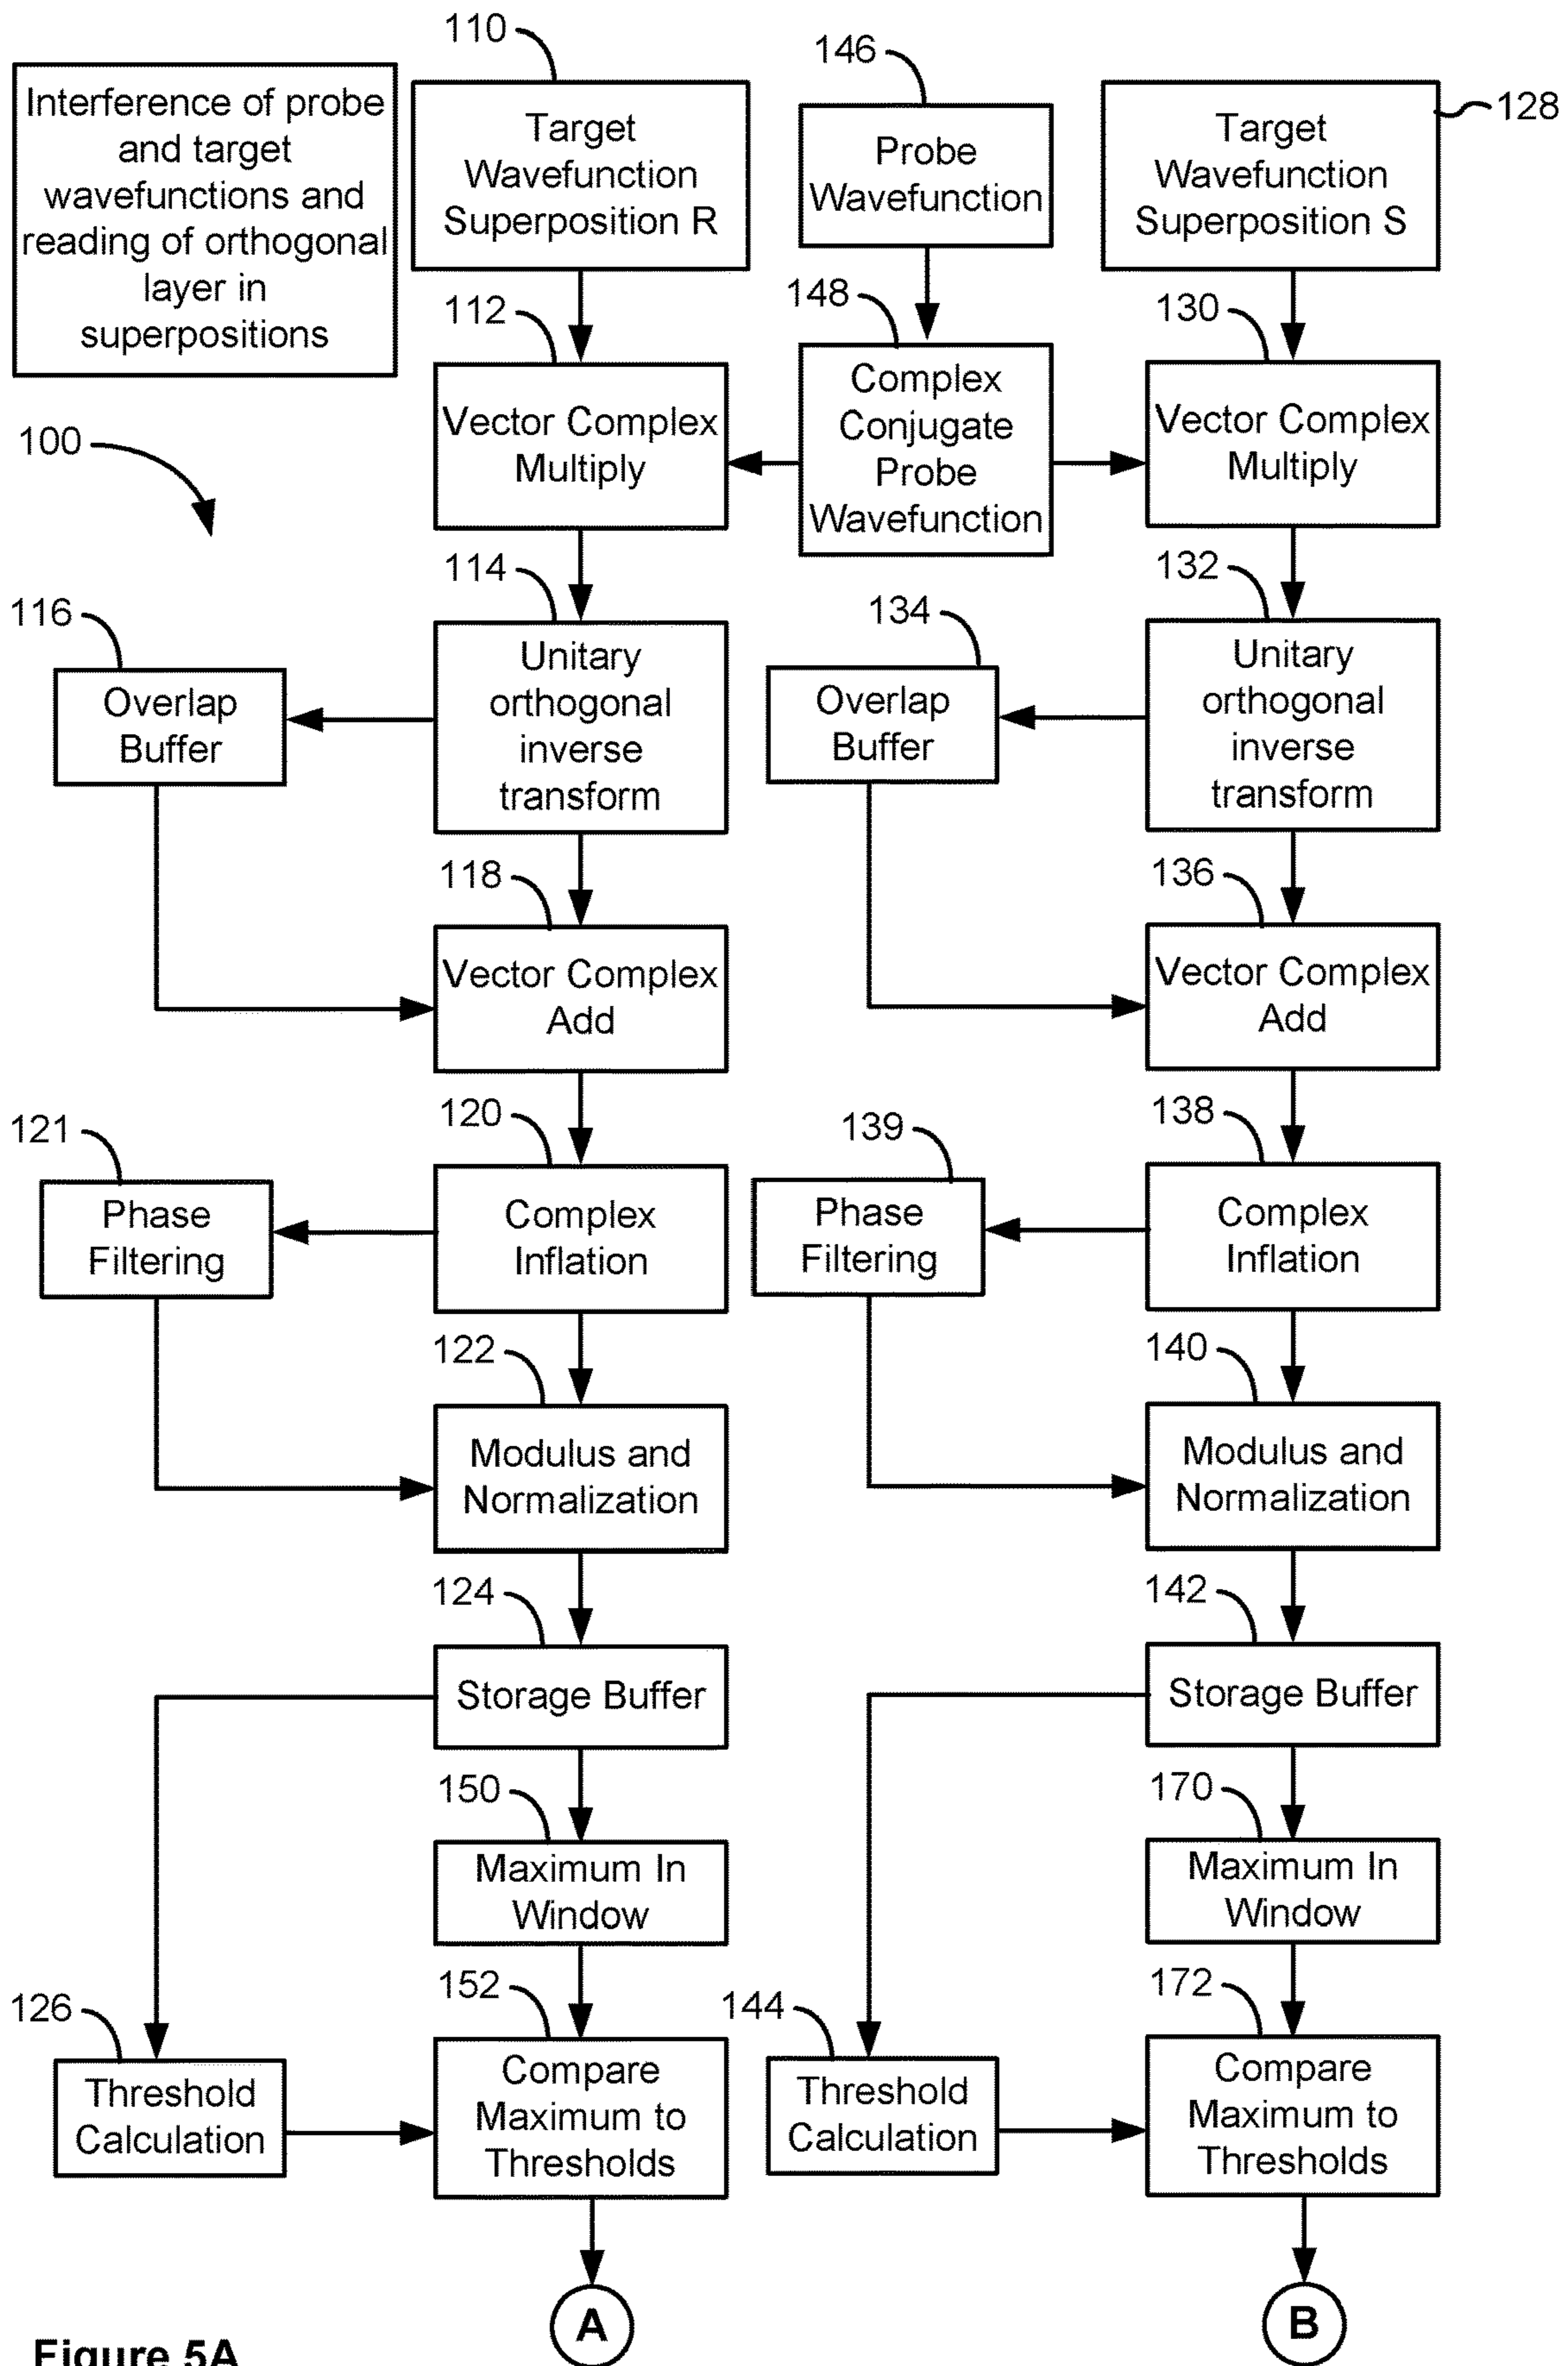 110
146
128
Interference of probe
and target
wavefunctions and
reading of orthogonal
layer in
superpositions
Target
Wavefunction
Superposition R
Probe
Wavefunction
Target
Wavefunction
Superposition S
112
148
130
100
Vector Complex
Multiply
Complex
Conjugate
Probe
Wavefunction
Vector Complex
Multiply
114
132
116
134
Overlap
Buffer
Unitary
orthogonal
inverse
transform
Overlap
Buffer
Unitary
orthogonal
inverse
transform
118
136
Vector Complex
Add
Vector Complex
Add
120
138
121
139
Phase
Filtering
Complex
Inflation
Phase
Filtering
Complex
Inflation
122
140
Modulus and
Normalization
Modulus and
Normalization
124
142
Storage Buffer
Storage Buffer
150
170
Maximum In
Window
Maximum In
Window
152
172
126
144
Threshold
Calculation
Compare
Maximum to
Thresholds
Threshold
Calculation
Compare
Maximum to
Thresholds
A
B
Figure 5A